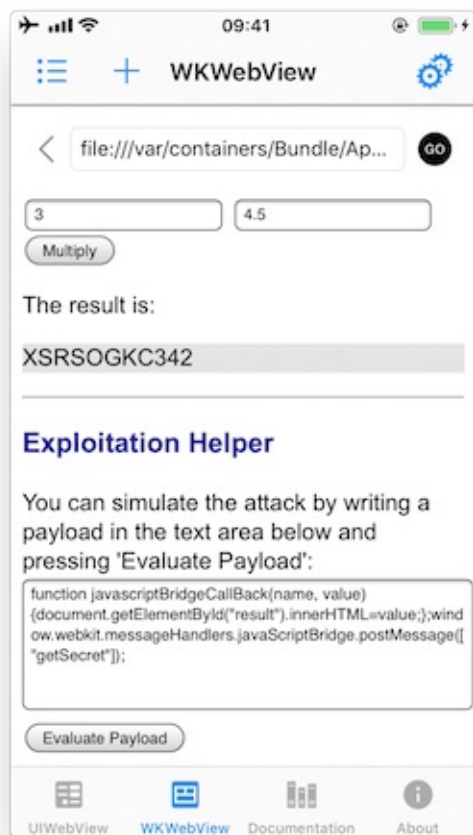 09:41
WKWebView
file:///var/containers/Bundle/Ap...
GO
3
4.5
Multiply
The result is:
XSRSOGKC342
Exploitation Helper
You can simulate the attack by writing a
payload in the text area below and
pressing 'Evaluate Payload':
function javascriptBridgeCallBack(name, value)
{document.getElementById("result").innerHTML=value;};wind
ow.webkit.messageHandlers.javaScriptBridge.postMessage([
"getSecret"]);
Evaluate Payload
UIWebView
WKWebView
Documentation
About